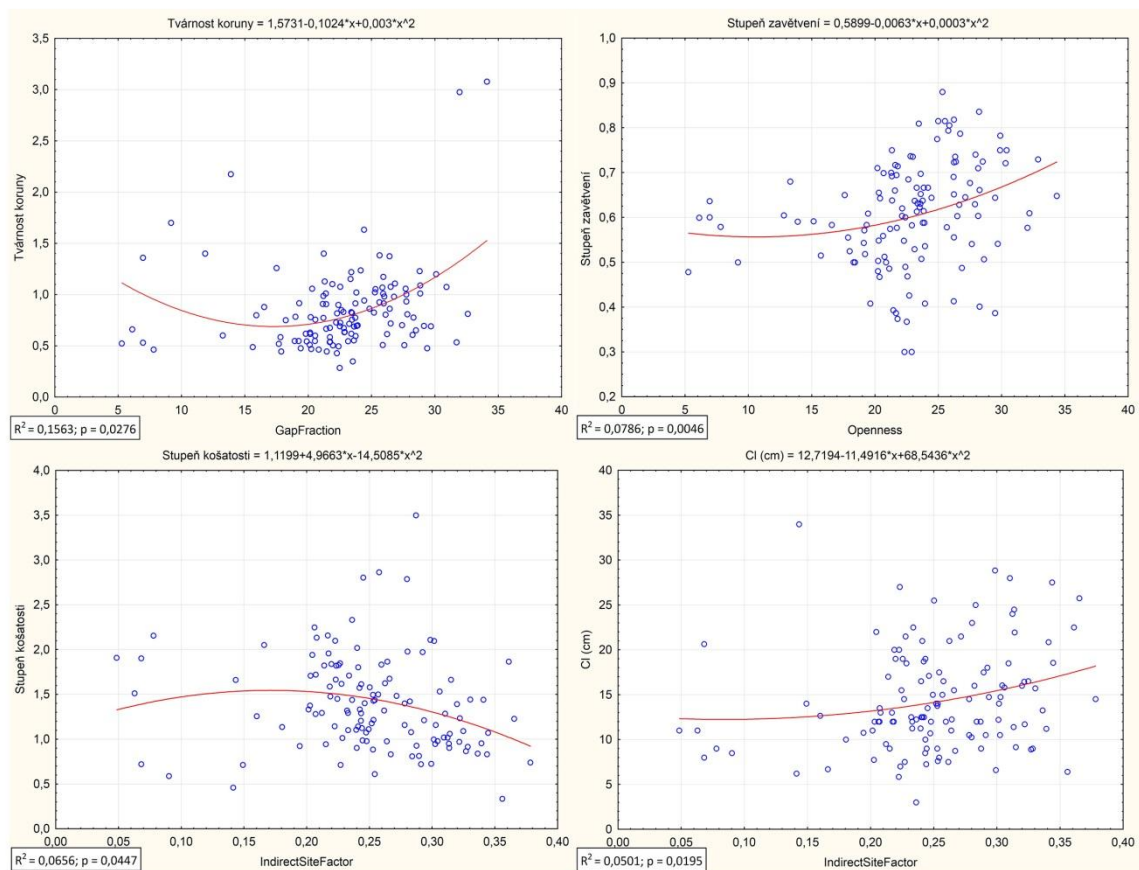 Tvárnost koruny = 1,5731-0,1024*x+0,003*x^2
3,5
3,0
2,5
2,0
1,5
1,0
0,5
0,0
Tvárnost koruny
0 5 10 15 20 25 30 35 40
GapFraction
R² = 0,1563; p = 0,0276
Stupeň zavětvení = 0,5899-0,0063*x+0,0003*x^2
1,0
0,9
0,8
0,7
0,6
0,5
0,4
0,3
0,2
Stupeň zavětvení
0 5 10 15 20 25 30 35 40
Openness
R² = 0,0786; p = 0,0046
Stupeň košatosti = 1,1199+4,9663*x-14,5085*x^2
4,0
3,5
3,0
2,5
2,0
1,5
1,0
0,5
0,0
Stupeň košatosti
0,00 0,05 0,10 0,15 0,20 0,25 0,30 0,35 0,40
IndirectSiteFactor
R² = 0,0656; p = 0,0447
CI (cm) = 12,7194-11,4916*x+68,5436*x^2
40
35
30
25
20
15
10
5
0
CI (cm)
0,00 0,05 0,10 0,15 0,20 0,25 0,30 0,35 0,40
IndirectSiteFactor
R² = 0,0501; p = 0,0195